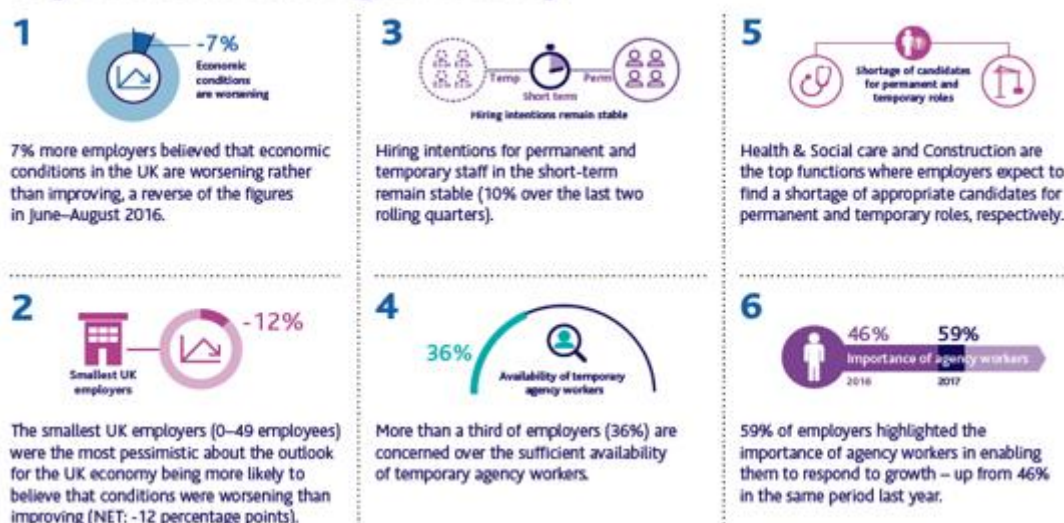 1
-7%
Economic
conditions
are worsening
7% more employers believed that economic
conditions in the UK are worsening rather
than improving, a reverse of the figures
in June–August 2016.
2
-12%
Smallest UK
employers
The smallest UK employers (0–49 employees)
were the most pessimistic about the outlook
for the UK economy being more likely to
believe that conditions were worsening than
improving (NET: -12 percentage points).
3
Temp
Perm
Short term
Hiring intentions remain stable
Hiring intentions for permanent and
temporary staff in the short-term
remain stable (10% over the last two
rolling quarters).
4
36%
Availability of temporary
agency workers
More than a third of employers (36%) are
concerned over the sufficient availability
of temporary agency workers.
5
Shortage of candidates
for permanent and
temporary roles
Health & Social care and Construction are
the top functions where employers expect to
find a shortage of appropriate candidates for
permanent and temporary roles, respectively.
6
46% 59%
Importance of agency workers
2016 2017
59% of employers highlighted the
importance of agency workers in enabling
them to respond to growth – up from 46%
in the same period last year.